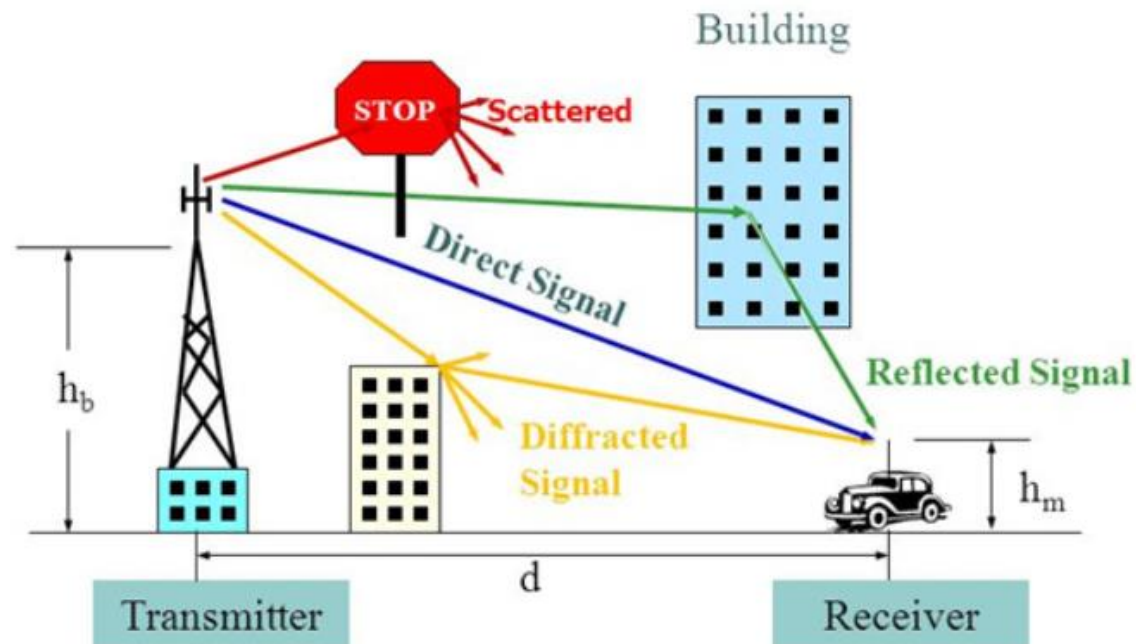 Building
STOP
Scattered
Direct Signal
Reflected Signal
h_b
Diffracted
Signal
h_m
d
Transmitter
Receiver